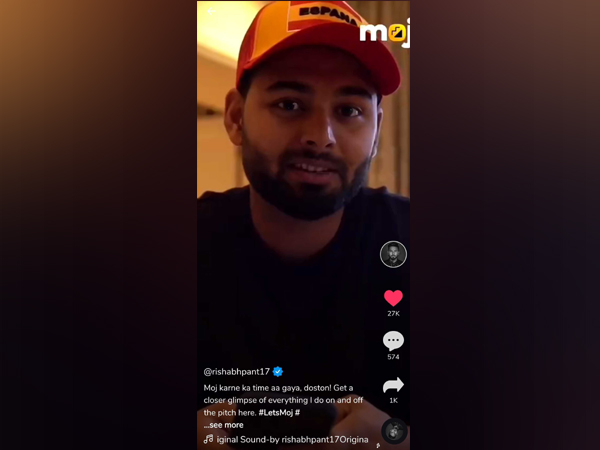 ESPAÑA
moj
27K
574
1K
@rishabhpant17
Moj karne ka time aa gaya, doston! Get a
closer glimpse of everything I do on and off
the pitch here. #LetsMoj #
...see more
iginal Sound-by rishabhpant17Origina